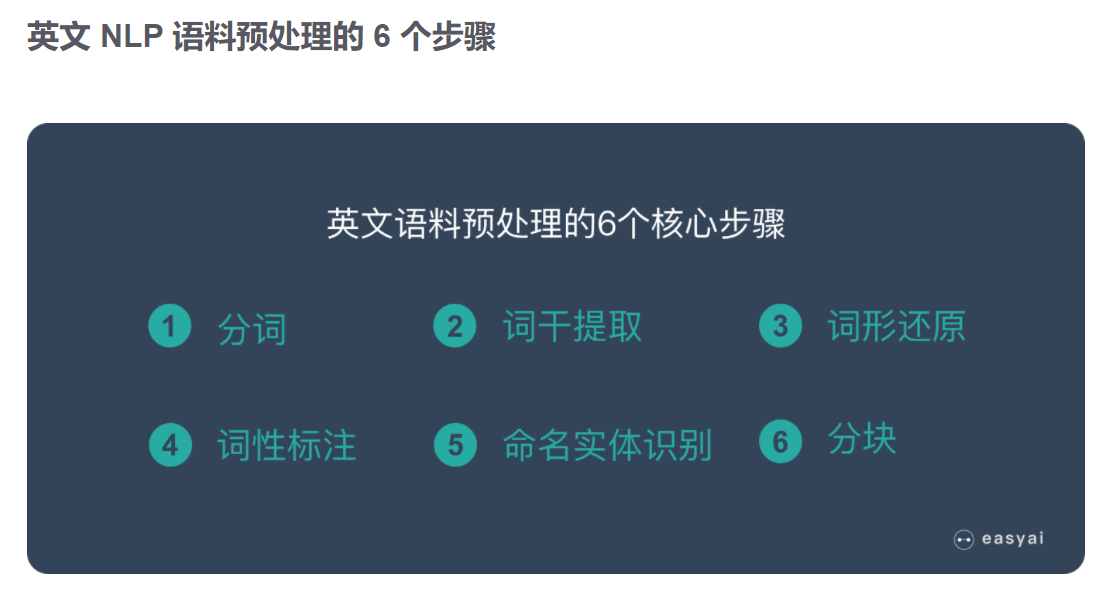 英文 NLP 语料预处理的 6 个步骤
英文语料预处理的6个核心步骤
1 分词
2 词干提取
3 词形还原
4 词性标注
5 命名实体识别
6 分块
easyai